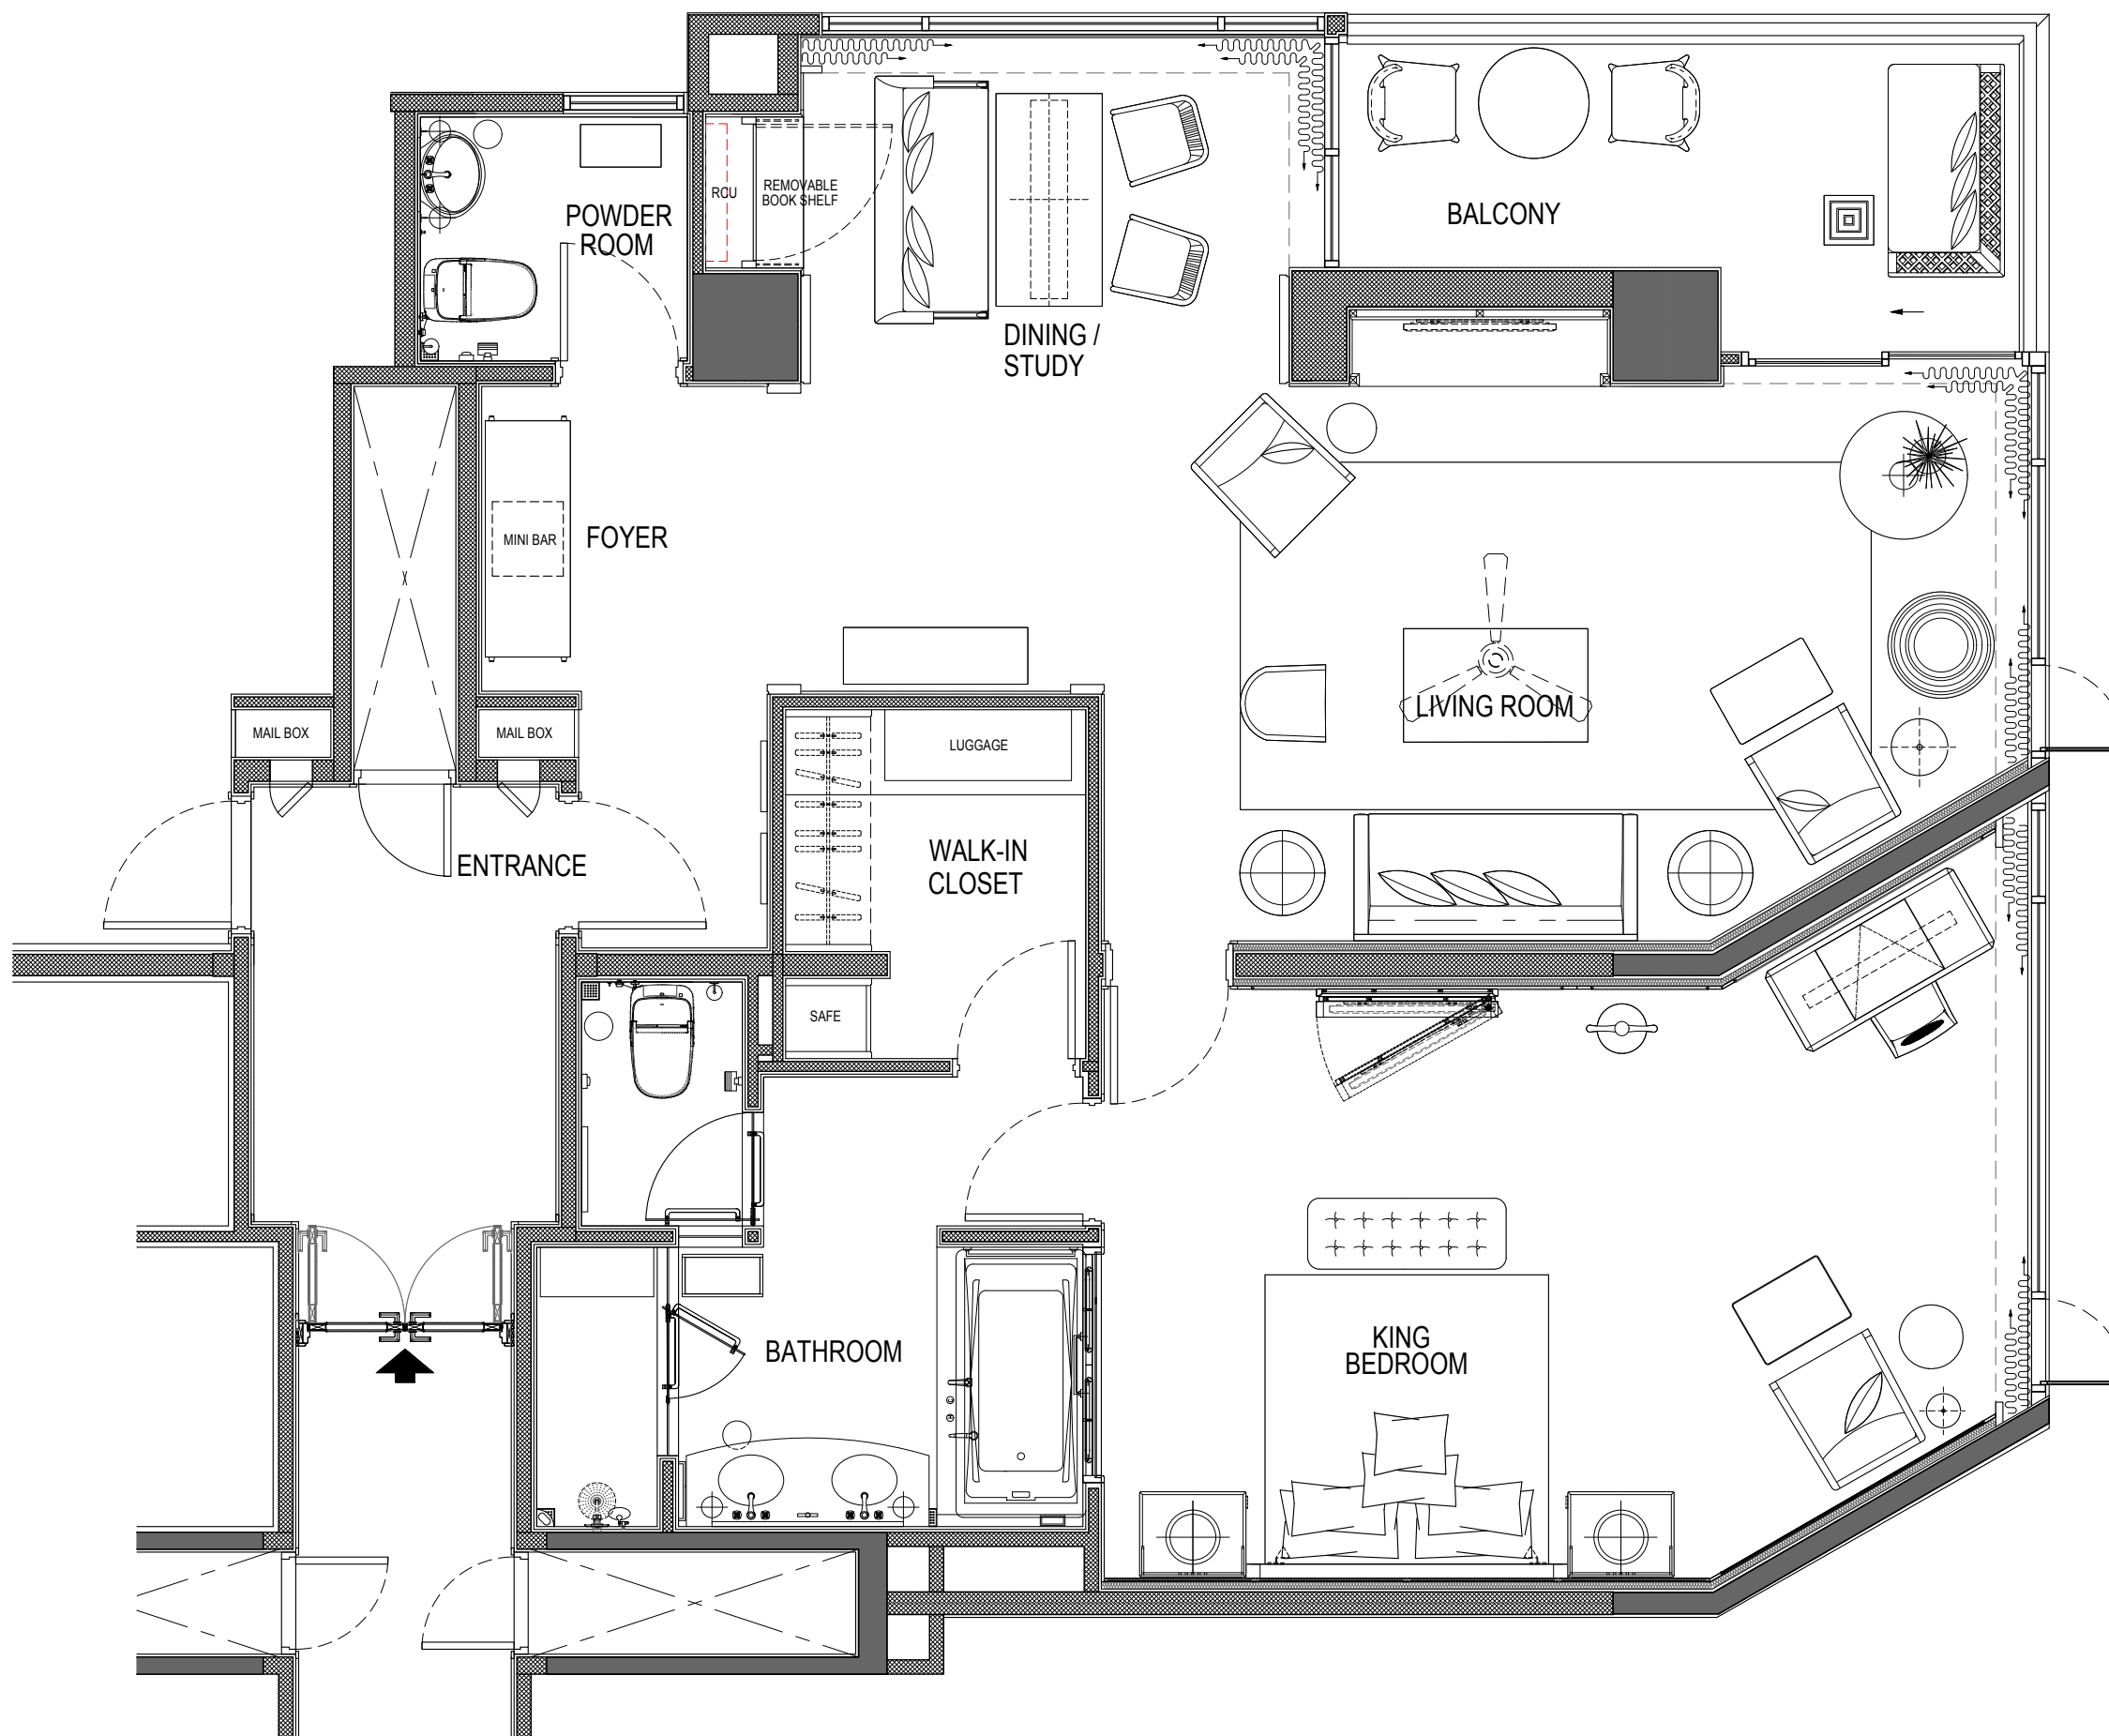 POWDER
ROOM
RCU
REMOVABLE
BOOK SHELF
DINING /
STUDY
BALCONY
MINI BAR
FOYER
LIVING ROOM
MAIL BOX
MAIL BOX
LUGGAGE
ENTRANCE
WALK-IN
CLOSET
SAFE
BATHROOM
KING
BEDROOM